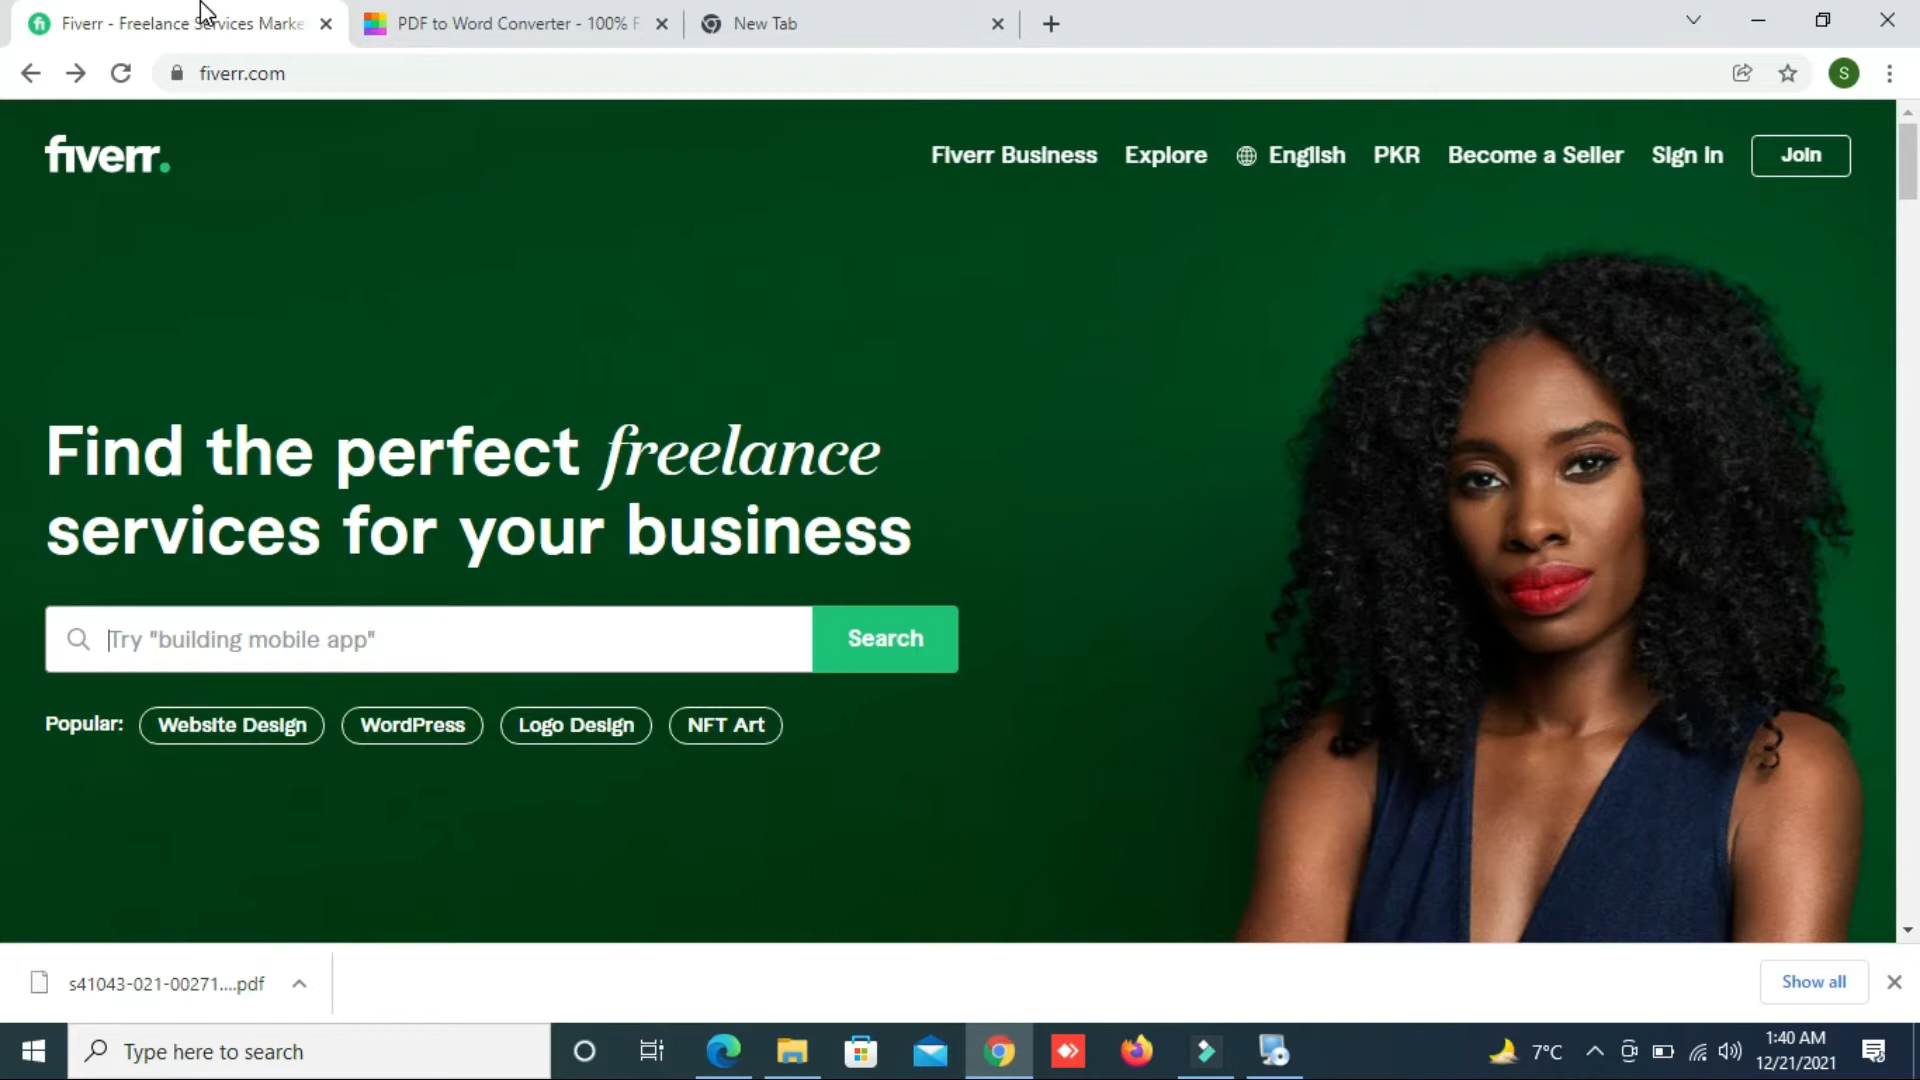 Fiverr - Freelance Services Marke
PDF to Word Converter - 100% F
New Tab
fiverr.com
S
fiverr.
Fiverr Business
Explore
English
PKR
Become a Seller
Sign in
Join
Find the perfect freelance
services for your business
Try "building mobile app"
Search
Popular:
Website Design
WordPress
Logo Design
NFT Art
s41043-021-00271....pdf
Show all
Type here to search
7°C
1:40 AM
12/21/2021